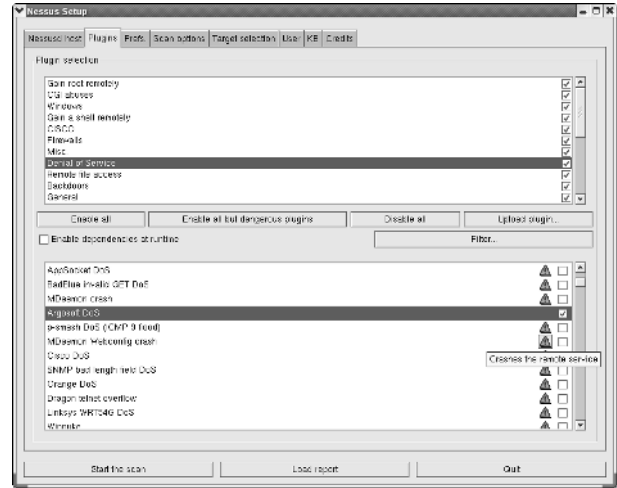 Nessus Setup
Nessusd host Plugins Prefs. Scan options Target selection User KB Credits
Plugin selection
Gain root remotely
CGI abuses
Windows
Gain a shell remotely
CISCO
Firewalls
Misc.
Denial of Service
Remote file access
Backdoors
General
Enable all Enable all but dangerous plugins Disable all Upload plugin...
Enable dependencies at runtime Filter...
AppSocket DoS
BadBlue invalid GET DoS
MDaemon crash
Argosoft DoS
p-smash DoS (ICMP 9 flood)
MDaemon Webconfig crash
Cisco DoS
Crashes the remote service
SNMP bad length field DoS
Orange DoS
Dragon telnet overflow
Linksys WRT54G DoS
Winnuke
Start the scan Load report Quit